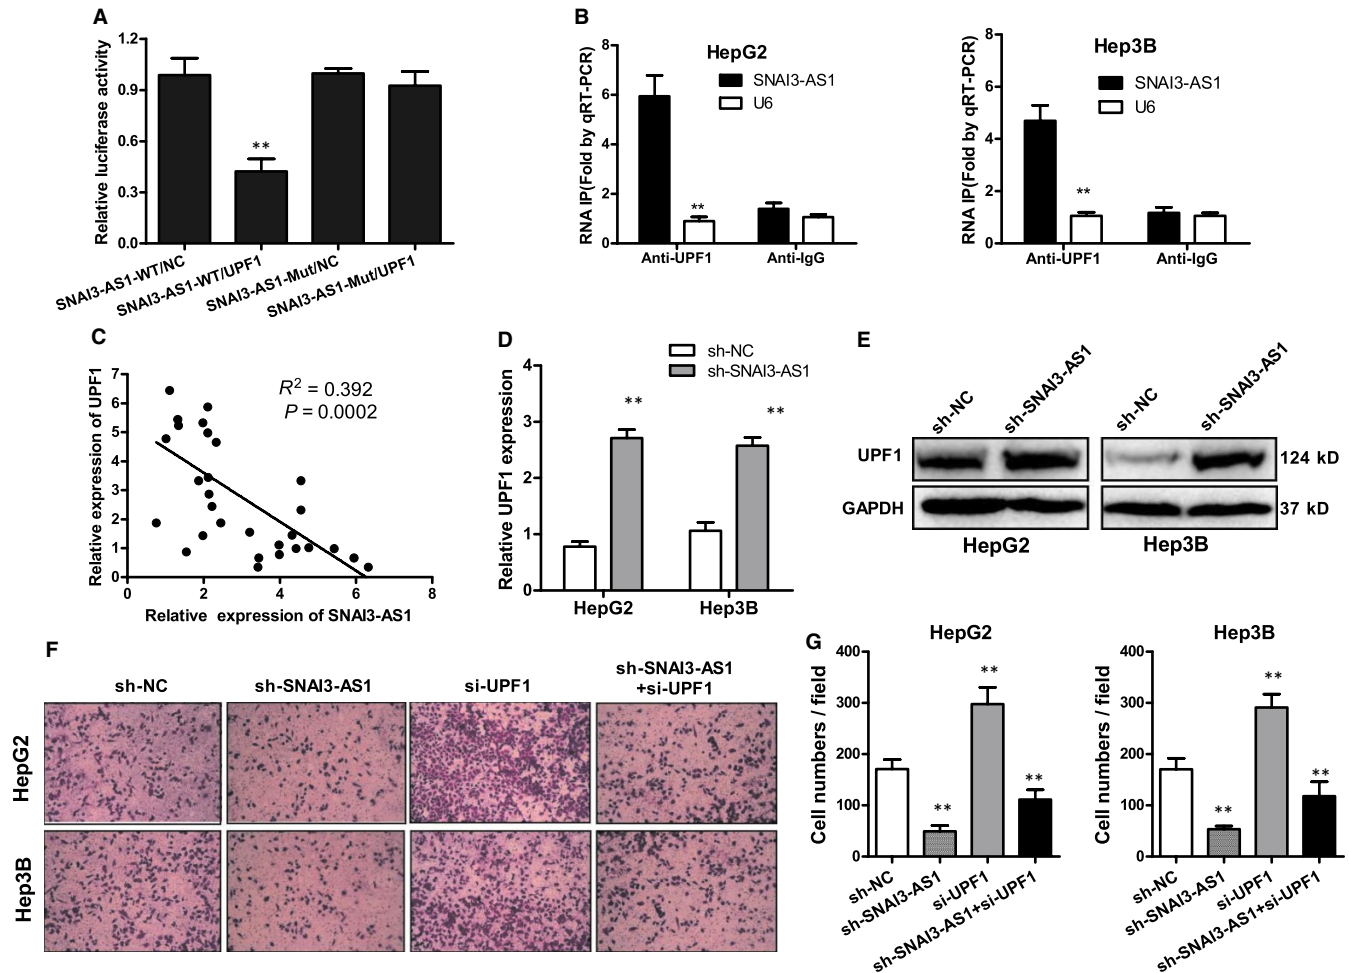 A
Relative luciferase activity
1.2
0.9
0.6
0.3
0.0
**
SNAI3-AS1-WT/NC
SNAI3-AS1-WT/UPF1
SNAI3-AS1-Mut/NC
SNAI3-AS1-Mut/UPF1
B
HepG2
RNA IP(Fold by qRT-PCR)
8
6
4
2
0
SNAI3-AS1
U6
**
Anti-UPF1
Anti-IgG
Hep3B
RNA IP(Fold by qRT-PCR)
8
6
4
2
0
SNAI3-AS1
U6
**
Anti-UPF1
Anti-IgG
C
Relative expression of UPF1
7
6
5
4
3
2
1
0
R2 = 0.392
P = 0.0002
0 2 4 6 8
Relative expression of SNAI3-AS1
D
Relative UPF1 expression
4
3
2
1
0
sh-NC
sh-SNAI3-AS1
**
**
HepG2
Hep3B
E
sh-NC
sh-SNAI3-AS1
sh-NC
sh-SNAI3-AS1
UPF1
124 kD
GAPDH
37 kD
HepG2
Hep3B
F
sh-NC
sh-SNAI3-AS1
si-UPF1
sh-SNAI3-AS1
+si-UPF1
HepG2
Hep3B
G
HepG2
Cell numbers / field
400
300
200
100
0
**
**
**
sh-NC
sh-SNAI3-AS1
si-UPF1
sh-SNAI3-AS1+si-UPF1
Hep3B
Cell numbers / field
400
300
200
100
0
**
**
**
sh-NC
sh-SNAI3-AS1
si-UPF1
sh-SNAI3-AS1+si-UPF1